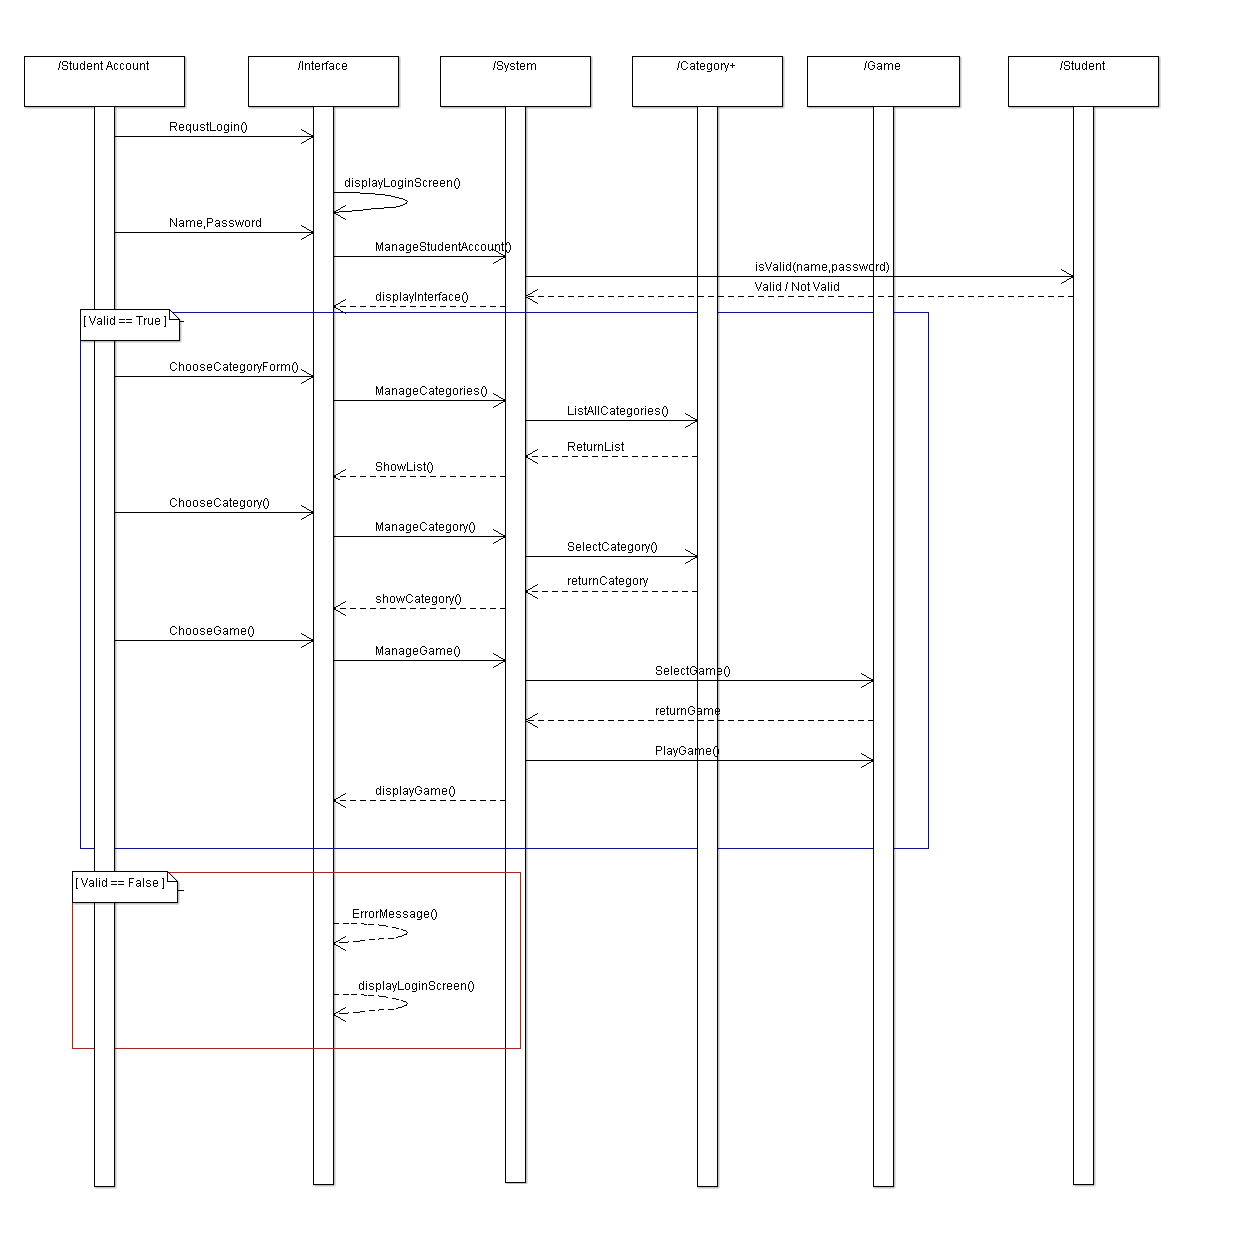 /Student Account
/Interface
/System
/Category+
/Game
/Student
RequstLogin()
displayLoginScreen()
Name,Password
ManageStudentAccount()
isValid(name,password)
Valid / Not Valid
displayInterface()
[ Valid == True ]
ChooseCategoryForm()
ManageCategories()
ListAllCategories()
ReturnList
ShowList()
ChooseCategory()
ManageCategory()
SelectCategory()
returnCategory
showCategory()
ChooseGame()
ManageGame()
SelectGame()
returnGame
PlayGame()
displayGame()
[ Valid == False ]
ErrorMessage()
displayLoginScreen()